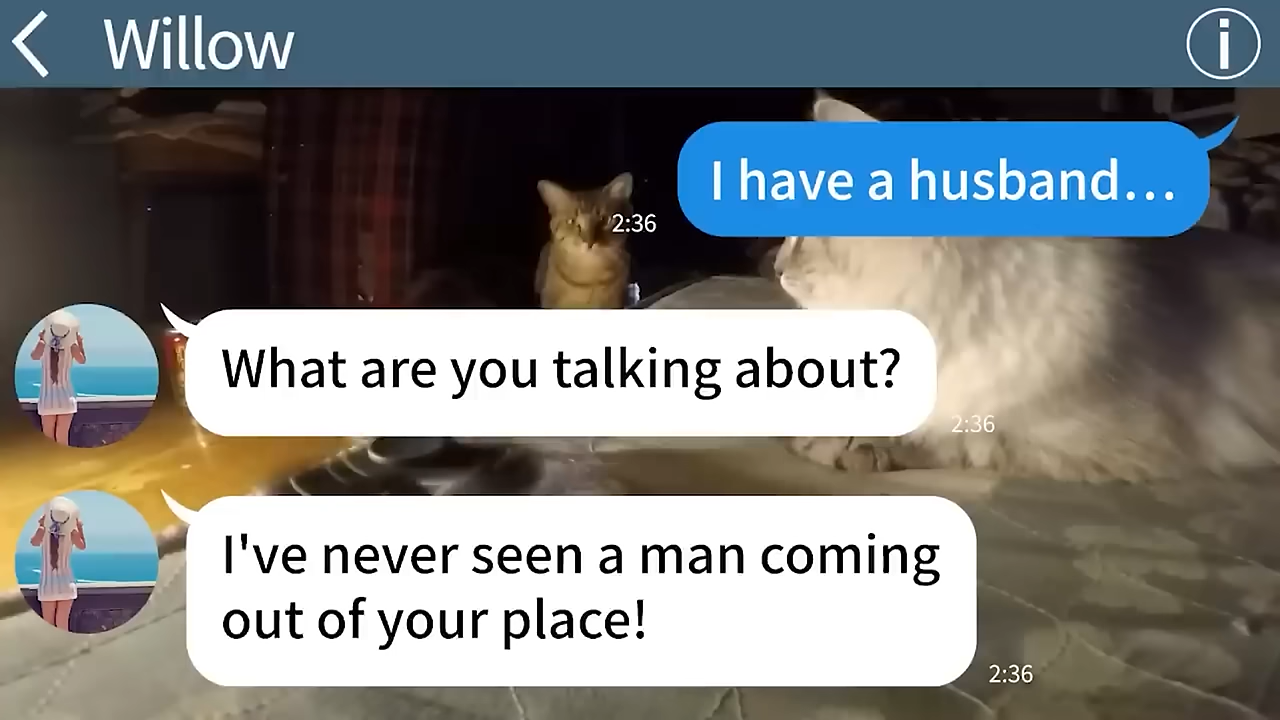 Willow
I have a husband...
2:36
What are you talking about?
2:36
I've never seen a man coming
out of your place!
2:36